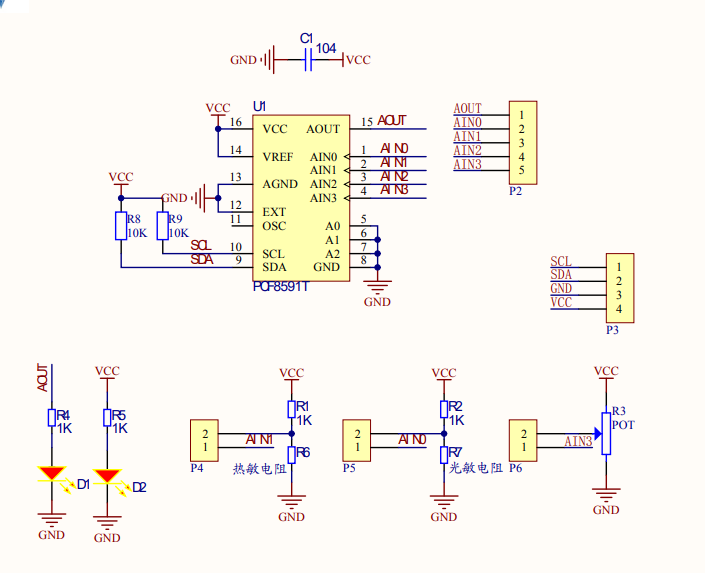 C1
104
GND
VCC
VCC
U1
16
VCC
AOUT
15
AOUT
14
VREF
AIN0
1
AIN0
AIN1
2
AIN1
13
AGND
AIN2
3
AIN2
AIN3
4
AIN3
GND
12
EXT
11
OSC
A0
5
A1
6
10
SCL
A2
7
9
SDA
GND
8
SCL
SDA
PCF8591T
GND
VCC
R8
10K
R9
10K
AOUT
1
AIN0
2
AIN1
3
AIN2
4
AIN3
5
P2
SCL
1
SDA
2
GND
3
VCC
4
P3
AOUT
R4
1K
D1
GND
VCC
R5
1K
D2
GND
VCC
R1
1K
2
1
AIN1
P4
R6
热敏电阻
GND
VCC
R2
1K
2
1
AIN0
P5
R7
光敏电阻
GND
VCC
R3
POT
2
1
AIN3
P6
GND